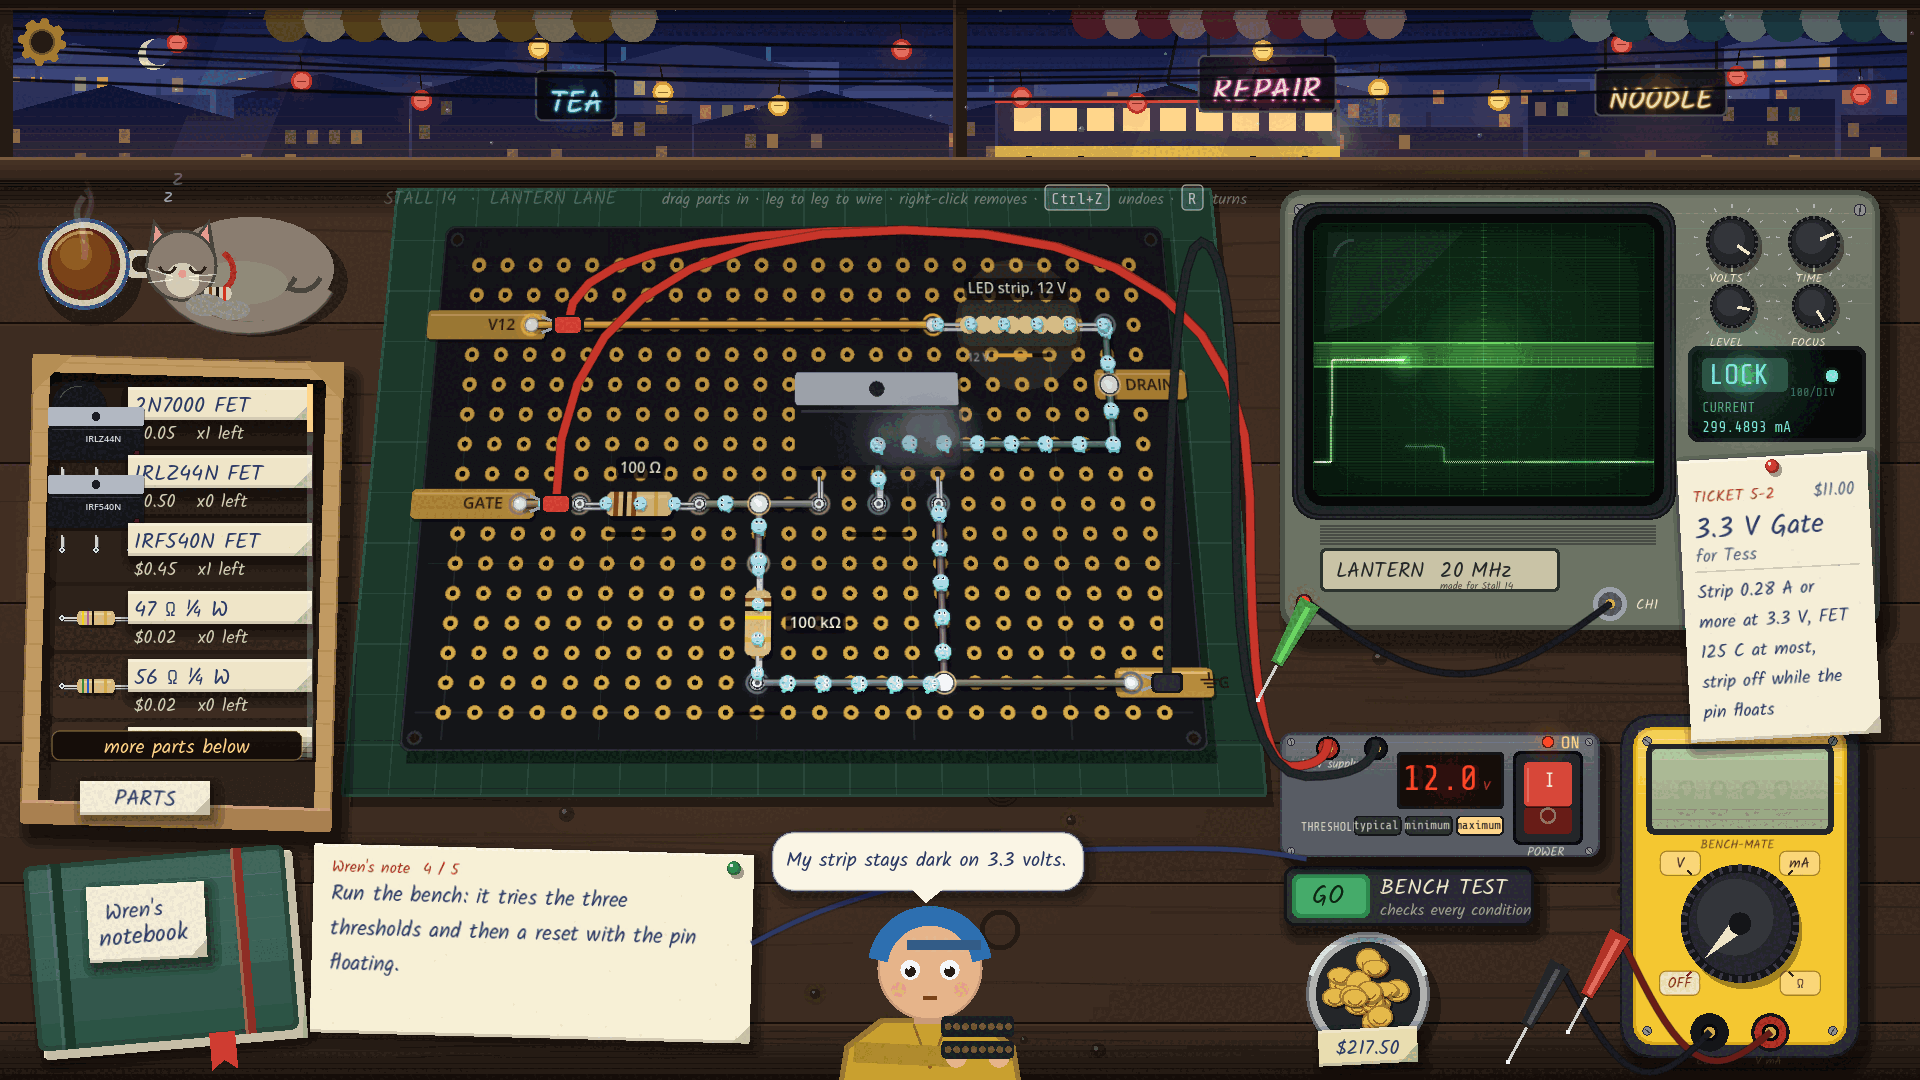 TEA
REPAIR
NOODLE
STALL 14 · LANTERN LANE
drag parts in · leg to leg to wire · right-click removes · Ctrl+Z undoes · R turns
z
z
V12
LED strip, 12 V
12 V
DRAIN
100 Ω
GATE
100 kΩ
G
2N7000 FET
0.05 x1 left
IRLZ44N
IRLZ44N FET
0.50 x1 left
IRF540N
IRF540N FET
$0.45 x1 left
47 Ω ¼ W
$0.02 x0 left
56 Ω ¼ W
$0.02 x0 left
more parts below
PARTS
VOLTS
TIME
LEVEL
FOCUS
LOCK
100/DIV
CURRENT
299.4893 mA
LANTERN 20 MHz
made for Stall 14
CH1
TICKET 5-2 $11.00
3.3 V Gate
for Tess
Strip 0.28 A or
more at 3.3 V, FET
125 C at most,
strip off while the
pin floats
supply
12.0 V
ON
I
THRESHOL
typical
minimum
maximum
POWER
GO
BENCH TEST
checks every condition
BENCH-MATE
V
mA
OFF
Ω
$217.50
Wren's
notebook
Wren's note 4 / 5
Run the bench: it tries the three
thresholds and then a reset with the pin
floating.
My strip stays dark on 3.3 volts.